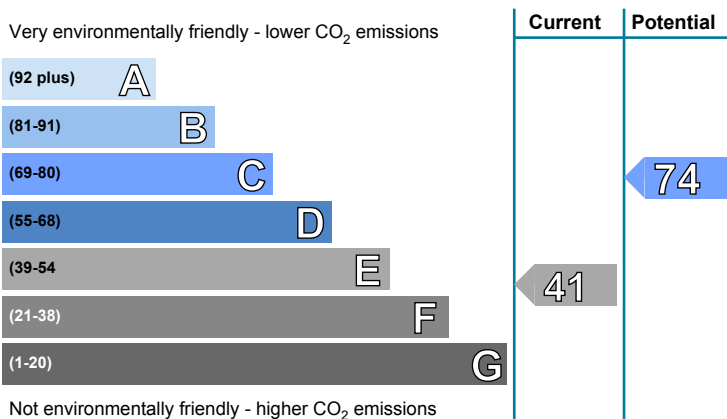 Current Potential
Very environmentally friendly - lower CO2 emissions
(92 plus) A
(81-91) B
(69-80) C
74
(55-68) D
(39-54 E
41
(21-38) F
(1-20) G
Not environmentally friendly - higher CO2 emissions